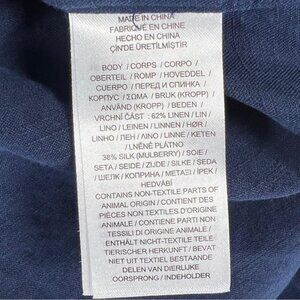 MADE IN CHINA
FABRIQUÉ EN CHINE
HECHO EN CHINA
ÇİN'DE ÜRETİLMİŞTİR
BODY / CORPS / CORPO /
OBERTEIL / ROMP / HOVEDDEL /
CUERPO / ПЕРЕД И СПИНКА /
КОРПУС / ΣΩΜΑ / BRUK (KROPP) /
ANVÄND (KROPP) / BEDEN /
VRCHNÍ ČÁST : 62% LINEN / LIN /
LINO / LEINEN / LINNEN / HØR /
LINHO / ЛЕН / ΛΙΝΟ / LINNE / KETEN
/ LNĚNÉ PLÁTNO
38% SILK (MULBERRY) / SOIE /
SETA / SEIDE / ZIJDE / SILKE / SEDA
/ ШЕЛК / КОПРИНА / ΜΕΤΑΞΙ / İPEK /
HEDVÁBÍ
CONTAINS NON-TEXTILE PARTS OF
ANIMAL ORIGIN / CONTIENT DES
PIÈCES NON TEXTILES D'ORIGINE
ANIMALE / CONTIENE PARTI NON
TESSILI DI ORIGINE ANIMALE /
ENTHÄLT NICHT-TEXTILE TEILE
TIERISCHER HERKUNFT / BEVAT
NIET UIT TEXTIEL BESTAANDE
DELEN VAN DIERLIJKE
OORSPRONG / INDEHOLDER